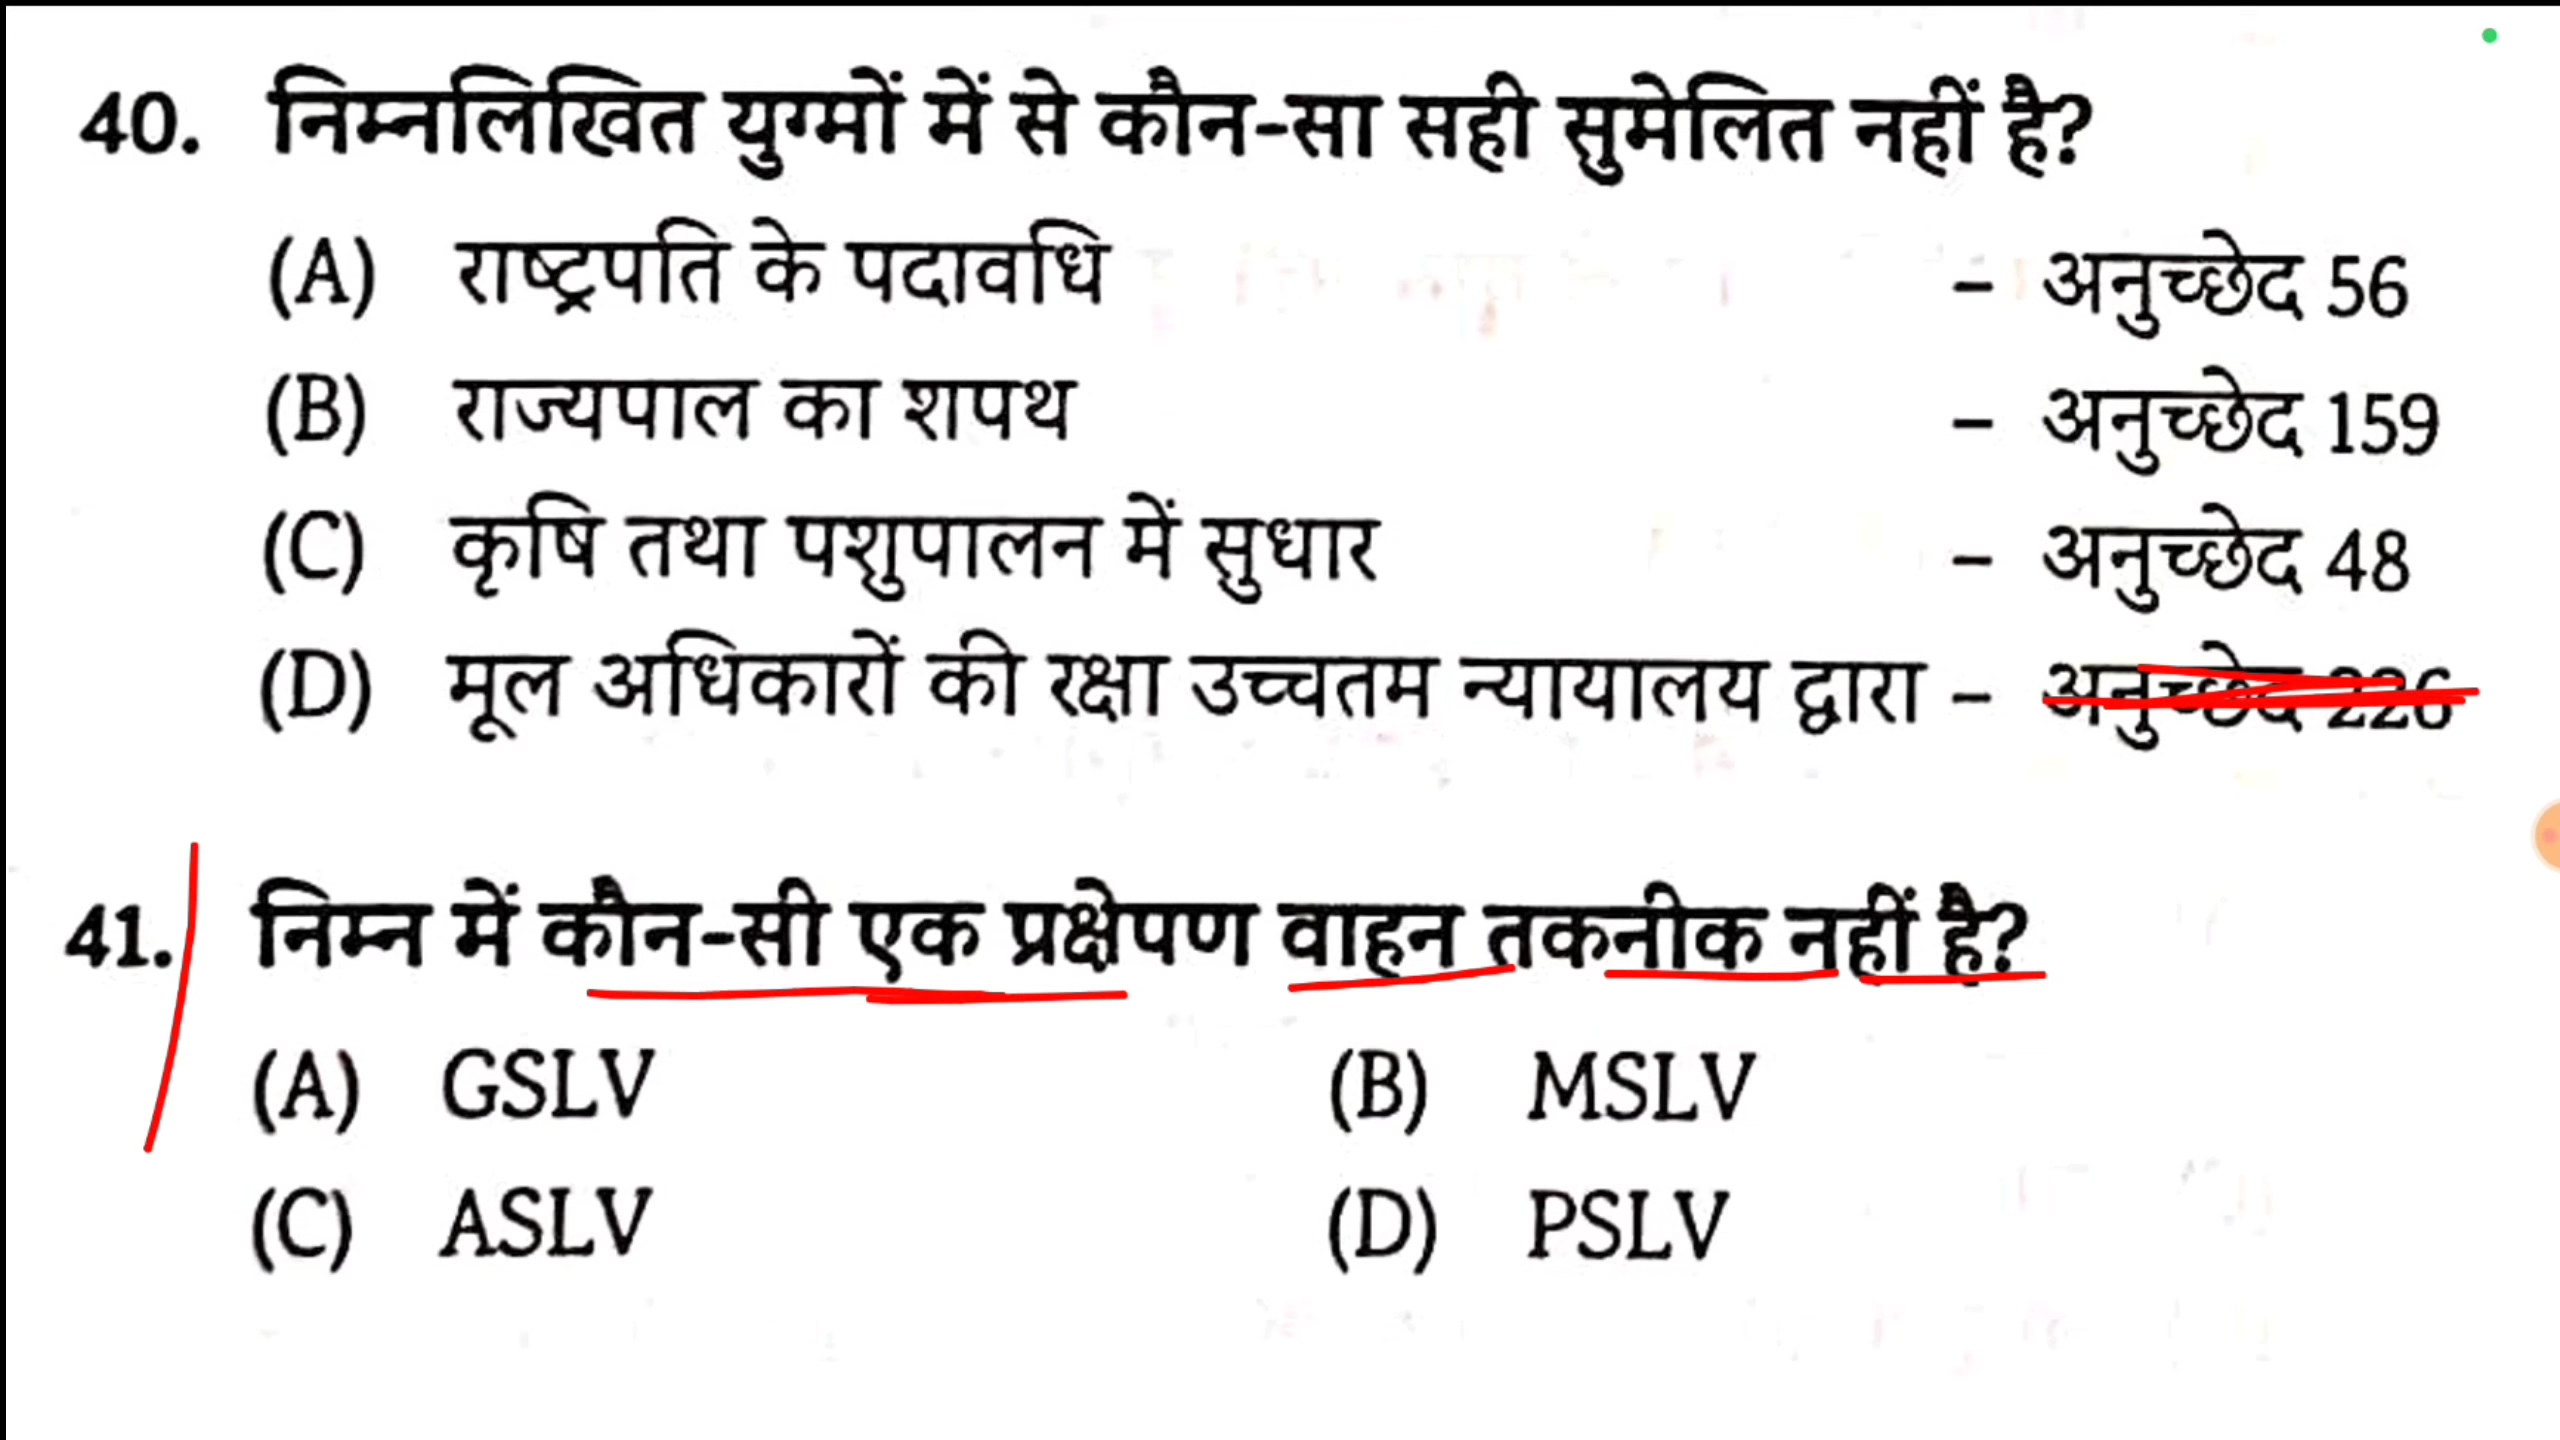 40. निम्नलिखित युग्मों में से कौन-सा सही सुमेलित नहीं है?
(A) राष्ट्रपति के पदावधि - अनुच्छेद 56
(B) राज्यपाल का शपथ - अनुच्छेद 159
(C) कृषि तथा पशुपालन में सुधार - अनुच्छेद 48
(D) मूल अधिकारों की रक्षा उच्चतम न्यायालय द्वारा - अनुच्छेद 226
41. निम्न में कौन-सी एक प्रक्षेपण वाहन तकनीक नहीं है?
(A) GSLV (B) MSLV
(C) ASLV (D) PSLV